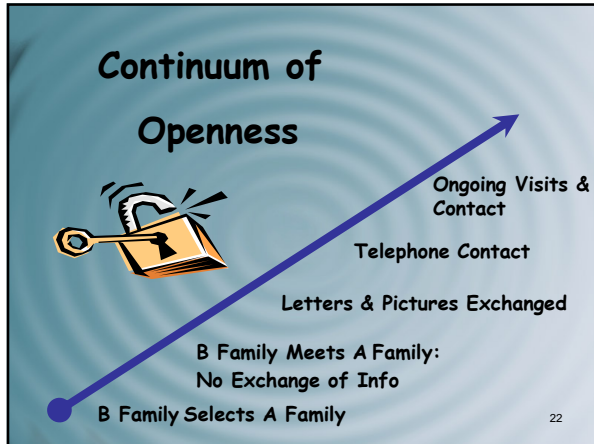 Continuum of
Openness
Ongoing Visits &
Contact
Telephone Contact
Letters & Pictures Exchanged
B Family Meets A Family:
No Exchange of Info
B Family Selects A Family
22